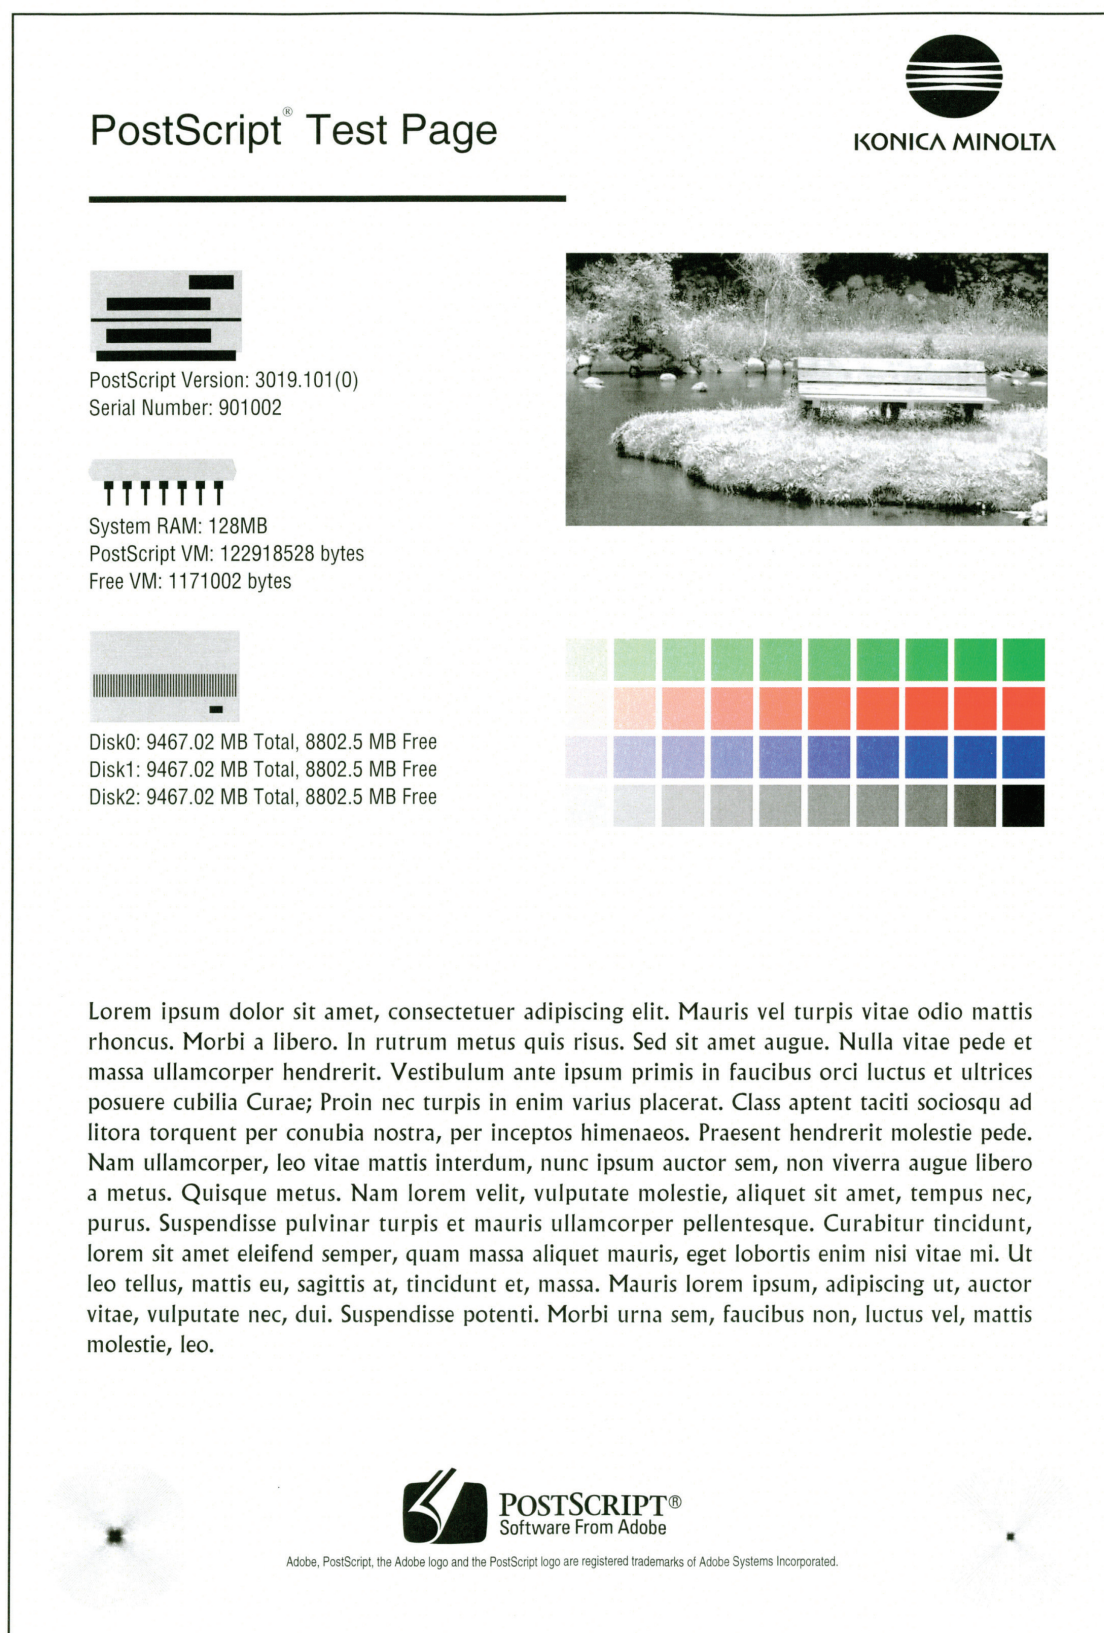 PostScript® Test Page
KONICA MINOLTA
PostScript Version: 3019.101(0)
Serial Number: 901002
System RAM: 128MB
PostScript VM: 122918528 bytes
Free VM: 1171002 bytes
Disk0: 9467.02 MB Total, 8802.5 MB Free
Disk1: 9467.02 MB Total, 8802.5 MB Free
Disk2: 9467.02 MB Total, 8802.5 MB Free
Lorem ipsum dolor sit amet, consectetuer adipiscing elit. Mauris vel turpis vitae odio mattis
rhoncus. Morbi a libero. In rutrum metus quis risus. Sed sit amet augue. Nulla vitae pede et
massa ullamcorper hendrerit. Vestibulum ante ipsum primis in faucibus orci luctus et ultrices
posuere cubilia Curae; Proin nec turpis in enim varius placerat. Class aptent taciti sociosqu ad
litora torquent per conubia nostra, per inceptos himenaeos. Praesent hendrerit molestie pede.
Nam ullamcorper, leo vitae mattis interdum, nunc ipsum auctor sem, non viverra augue libero
a metus. Quisque metus. Nam lorem velit, vulputate molestie, aliquet sit amet, tempus nec,
purus. Suspendisse pulvinar turpis et mauris ullamcorper pellentesque. Curabitur tincidunt,
lorem sit amet eleifend semper, quam massa aliquet mauris, eget lobortis enim nisi vitae mi. Ut
leo tellus, mattis eu, sagittis at, tincidunt et, massa. Mauris lorem ipsum, adipiscing ut, auctor
vitae, vulputate nec, dui. Suspendisse potenti. Morbi urna sem, faucibus non, luctus vel, mattis
molestie, leo.
POSTSCRIPT®
Software From Adobe
Adobe, PostScript, the Adobe logo and the PostScript logo are registered trademarks of Adobe Systems Incorporated.